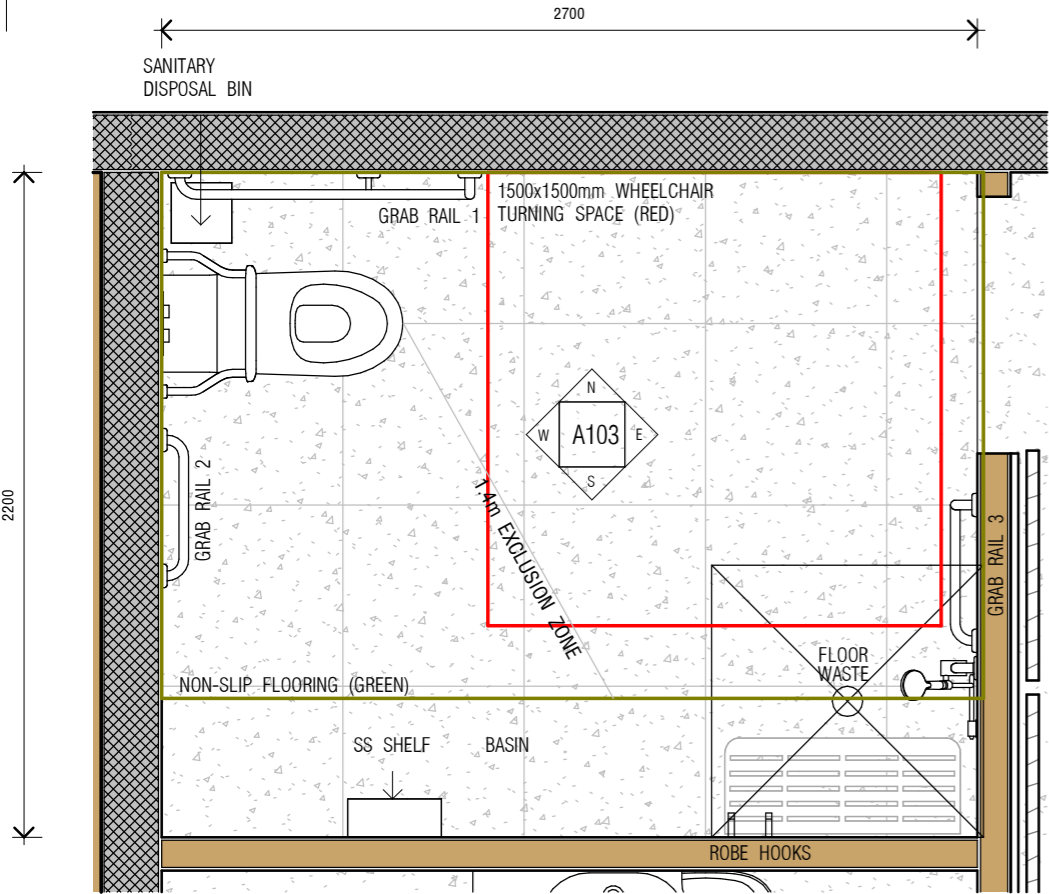 2700
SANITARY
DISPOSAL BIN
1500x1500mm WHEELCHAIR
TURNING SPACE (RED)
GRAB RAIL 1
N
W
A103
E
S
2200
GRAB RAIL 2
1.4m EXCLUSION ZONE
GRAB RAIL 3
FLOOR
WASTE
NON-SLIP FLOORING (GREEN)
SS SHELF
BASIN
ROBE HOOKS